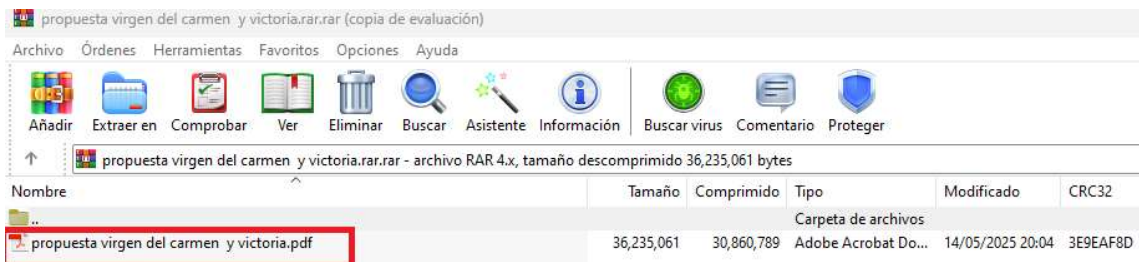 propuesta virgen del carmen  y victoria.rar.rar (copia de evaluación)
Archivo Órdenes Herramientas Favoritos Opciones Ayuda
Añadir Extraer en Comprobar Ver Eliminar Buscar Asistente Información Buscar virus Comentario Proteger
propuesta virgen del carmen  y victoria.rar.rar - archivo RAR 4.x, tamaño descomprimido 36,235,061 bytes
Nombre Tamaño Comprimido Tipo Modificado CRC32
.. Carpeta de archivos
propuesta virgen del carmen  y victoria.pdf 36,235,061 30,860,789 Adobe Acrobat Do... 14/05/2025 20:04 3E9EAF8D